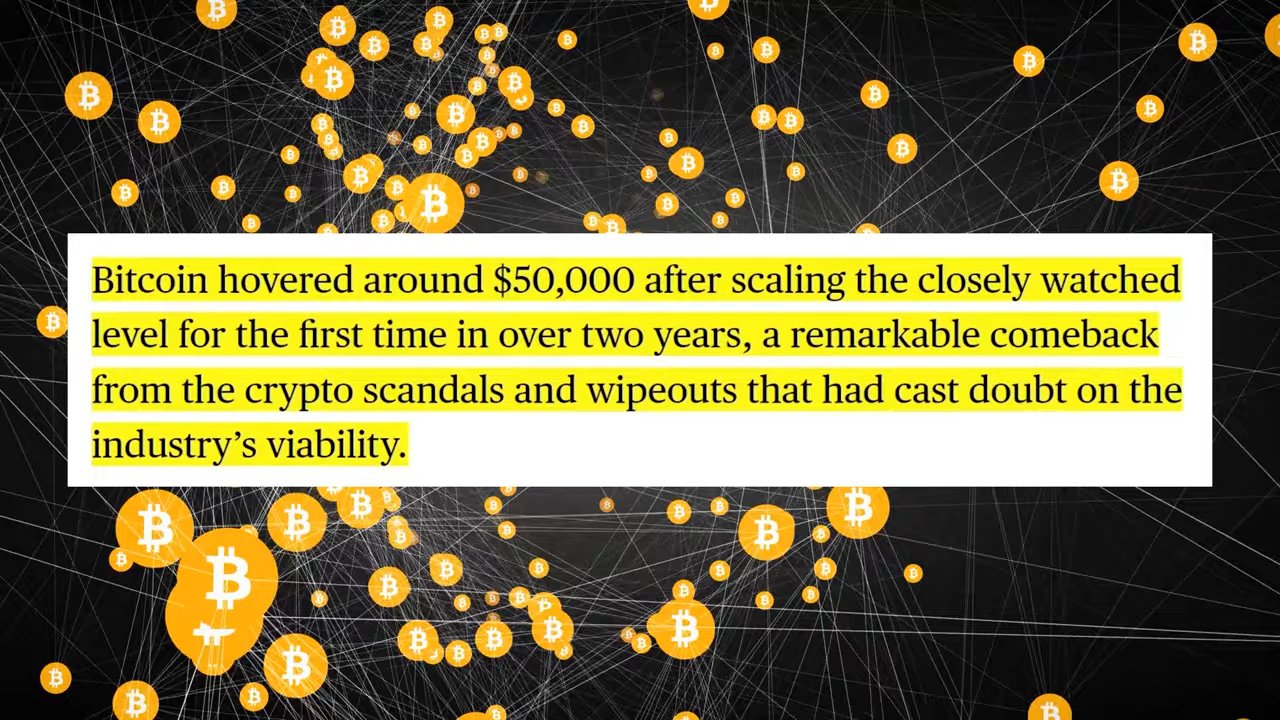 Bitcoin hovered around $50,000 after scaling the closely watched
level for the first time in over two years, a remarkable comeback
from the crypto scandals and wipeouts that had cast doubt on the
industry’s viability.